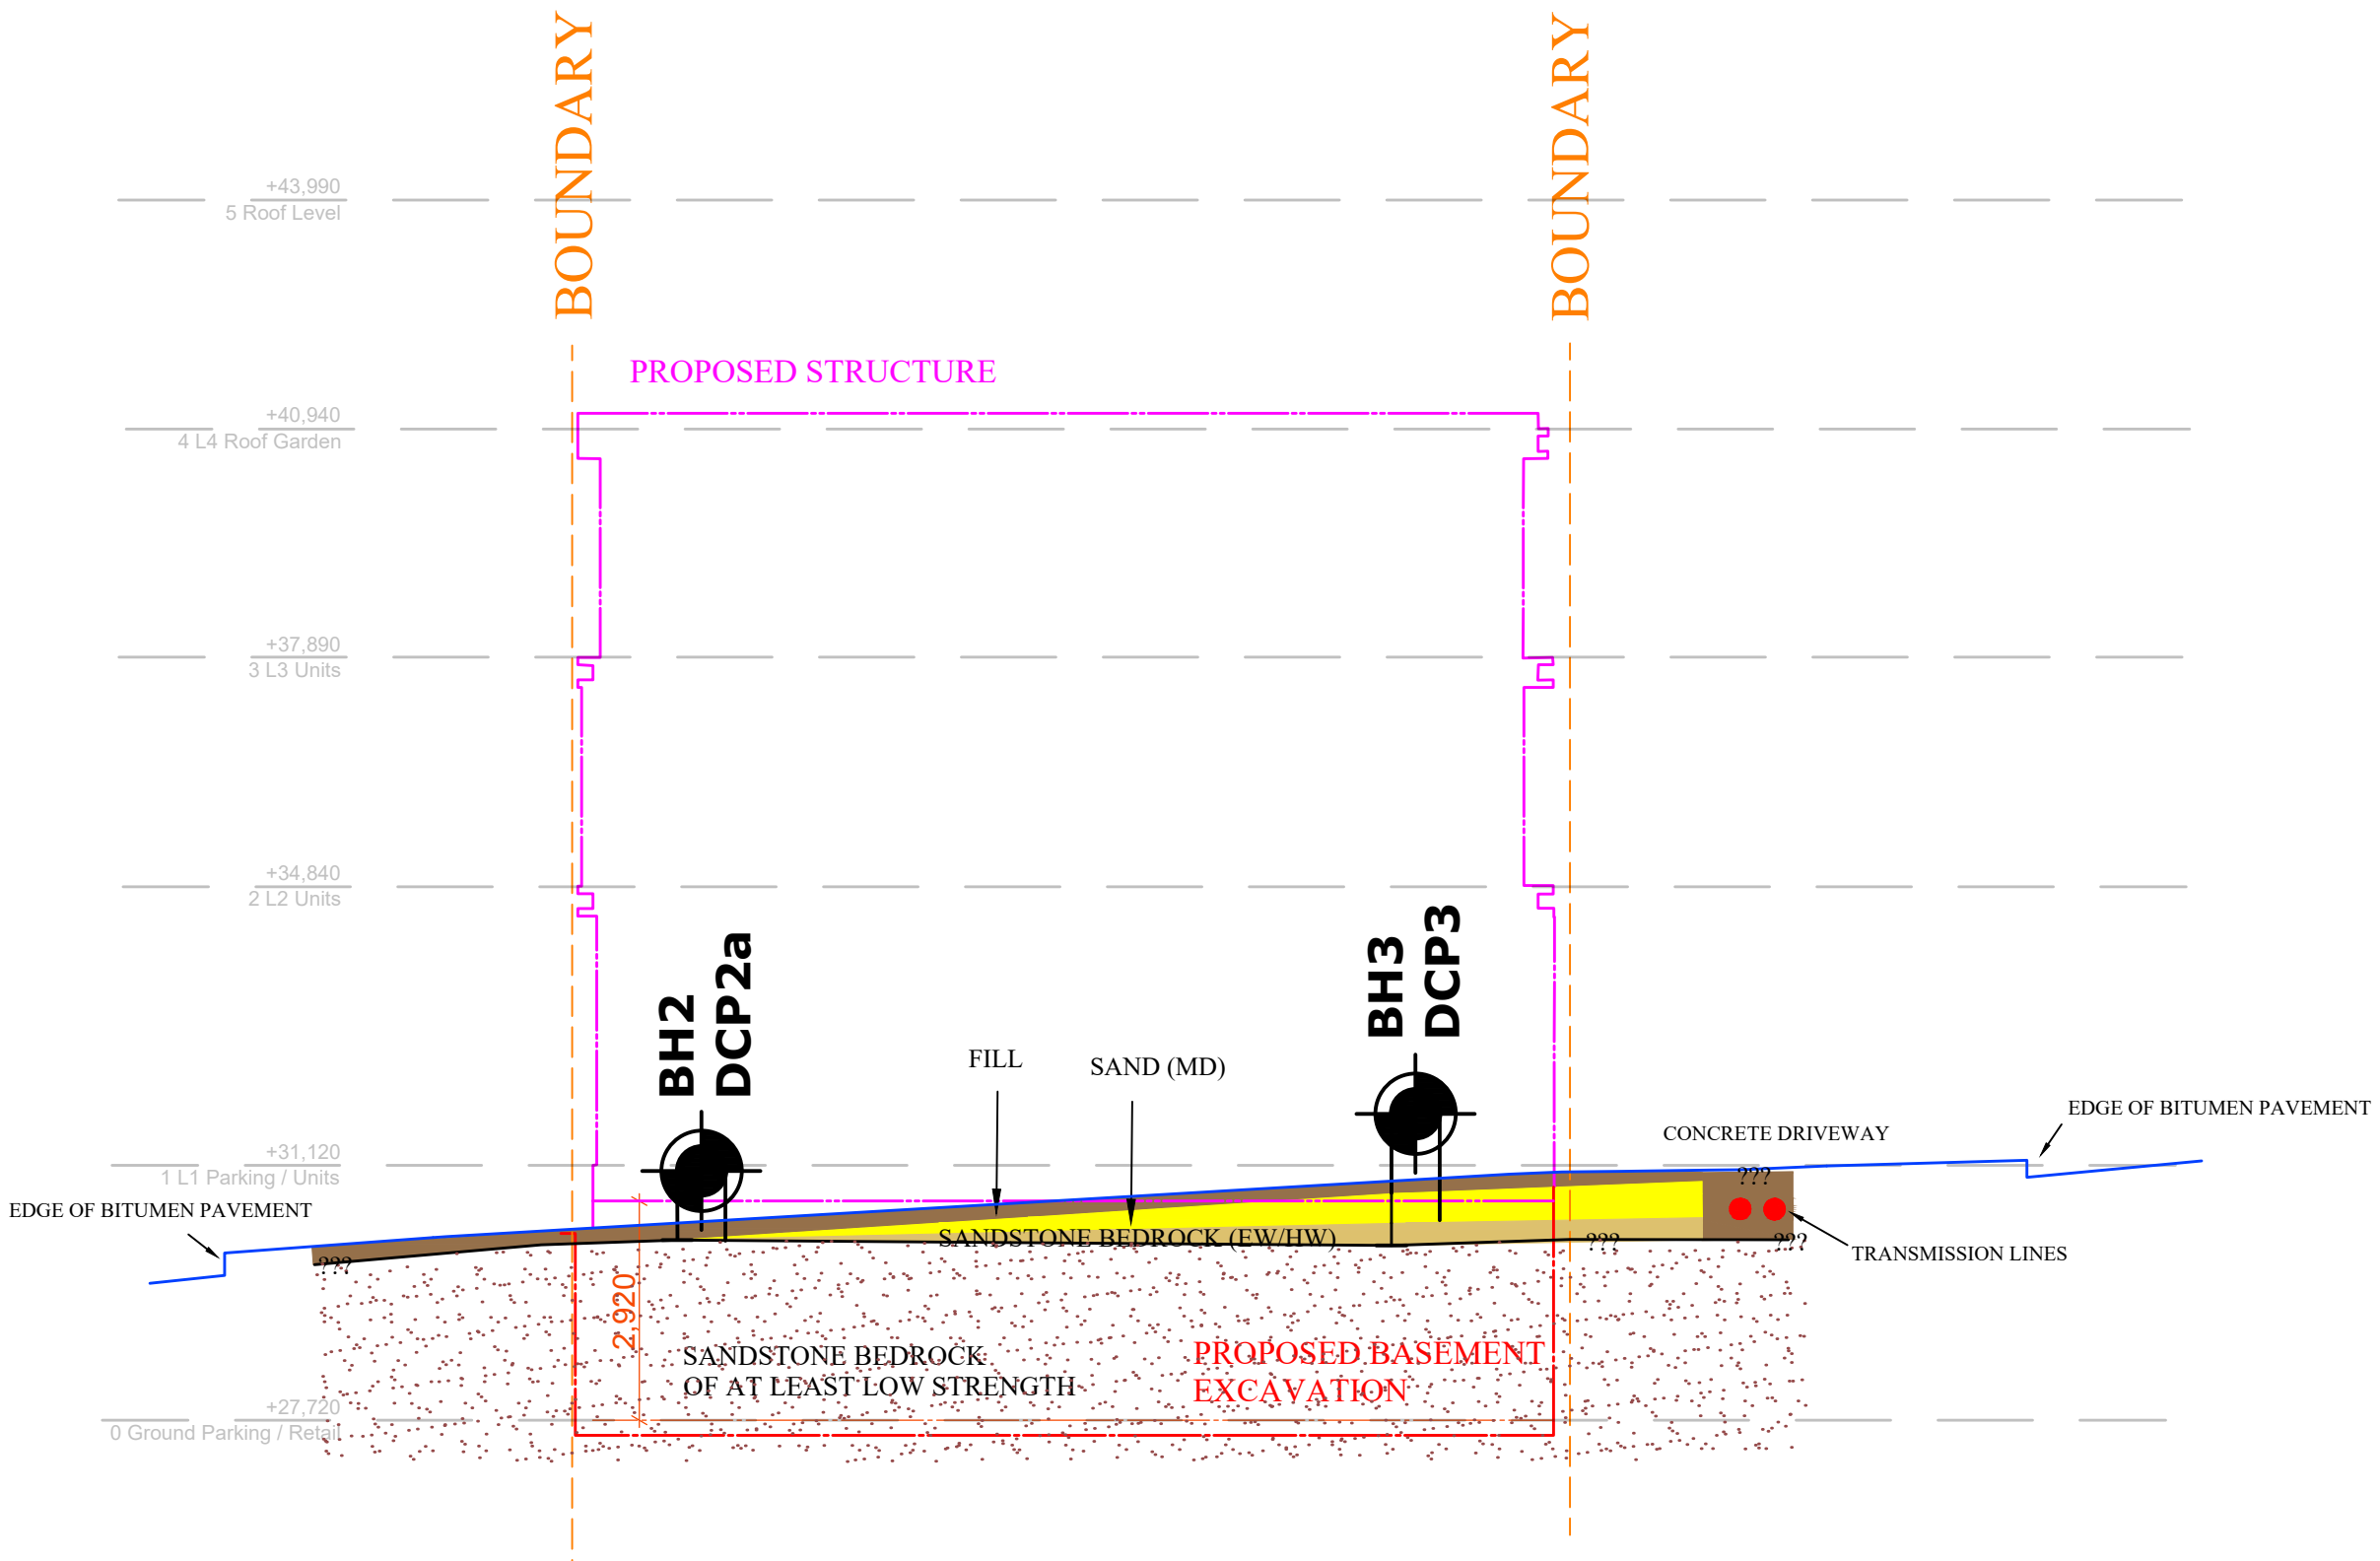 BOUNDARY
BOUNDARY
+43,990
5 Roof Level
PROPOSED STRUCTURE
+40,940
4 L4 Roof Garden
+37,890
3 L3 Units
+34,840
2 L2 Units
BH2
DCP2a
BH3
DCP3
FILL
SAND (MD)
EDGE OF BITUMEN PAVEMENT
CONCRETE DRIVEWAY
+31,120
1 L1 Parking / Units
???
EDGE OF BITUMEN PAVEMENT
SANDSTONE BEDROCK (EW/HW)
???
???
TRANSMISSION LINES
???
2,920
SANDSTONE BEDROCK
OF AT LEAST LOW STRENGTH
PROPOSED BASEMENT
EXCAVATION
+27,720
0 Ground Parking / Retail